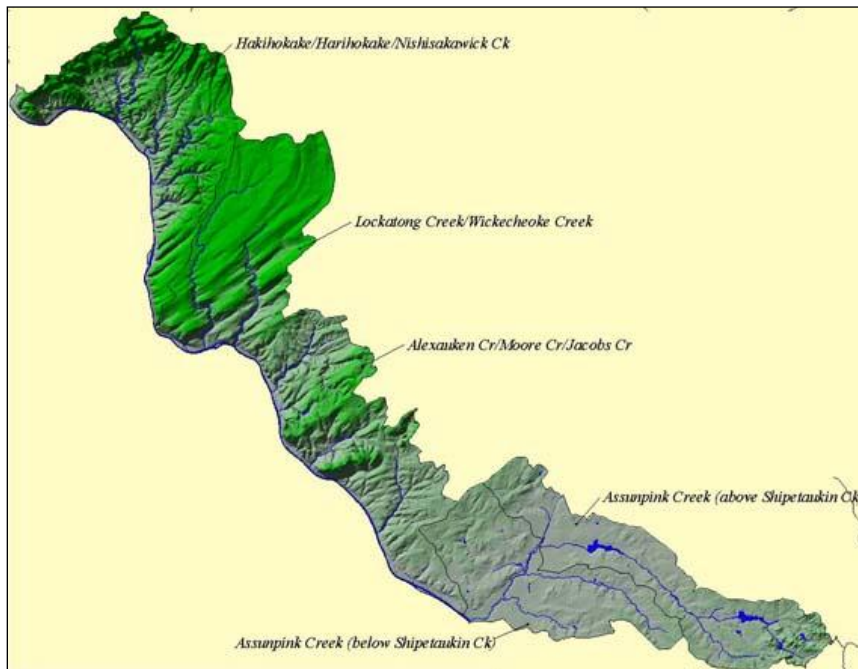 Hakihokake/Harihokake/Nishisakawick Ck
Lockatong Creek/Wickecheoke Creek
Alexauken Cr/Moore Cr/Jacobs Cr
Assunpink Creek (above Shipetaukin Ck
Assunpink Creek (below Shipetaukin Ck)